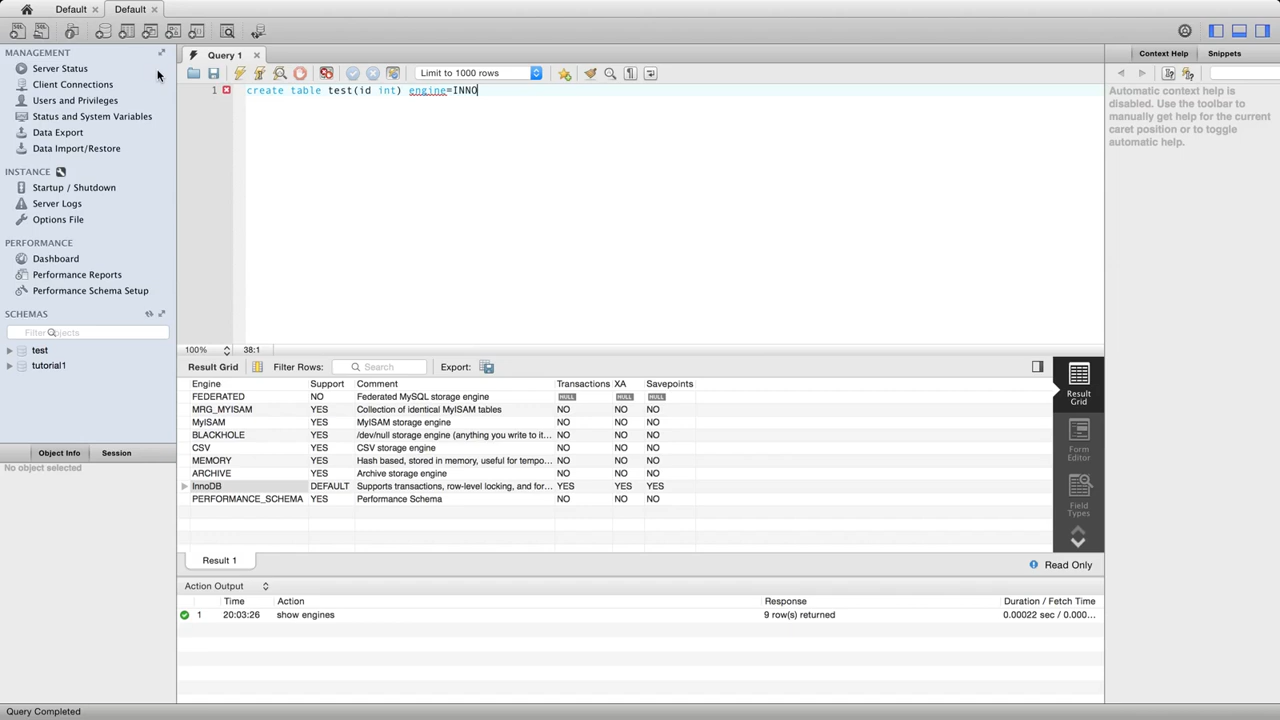 Default
Default
MANAGEMENT
Server Status
Client Connections
Users and Privileges
Status and System Variables
Data Export
Data Import/Restore
INSTANCE
Startup / Shutdown
Server Logs
Options File
PERFORMANCE
Dashboard
Performance Reports
Performance Schema Setup
SCHEMAS
Filter objects
test
tutorial1
Object Info Session
No object selected
Query 1
Limit to 1000 rows
1 create table test(id int) engine=INNO
100% 38:1
Result Grid Filter Rows: Search Export:
Engine Support Comment Transactions XA Savepoints
FEDERATED NO Federated MySQL storage engine NULL NULL NULL
MRG_MYISAM YES Collection of identical MyISAM tables NO NO NO
MyISAM YES MyISAM storage engine NO NO NO
BLACKHOLE YES /dev/null storage engine (anything you write to it... NO NO NO
CSV YES CSV storage engine NO NO NO
MEMORY YES Hash based, stored in memory, useful for tempo... NO NO NO
ARCHIVE YES Archive storage engine NO NO NO
InnoDB DEFAULT Supports transactions, row-level locking, and for... YES YES YES
PERFORMANCE_SCHEMA YES Performance Schema NO NO NO
Result 1
Read Only
Result
Grid
Form
Editor
Field
Types
Action Output
Time Action Response Duration / Fetch Time
1 20:03:26 show engines 9 row(s) returned 0.00022 sec / 0.000...
Context Help Snippets
Automatic context help is
disabled. Use the toolbar to
manually get help for the current
caret position or to toggle
automatic help.
Query Completed